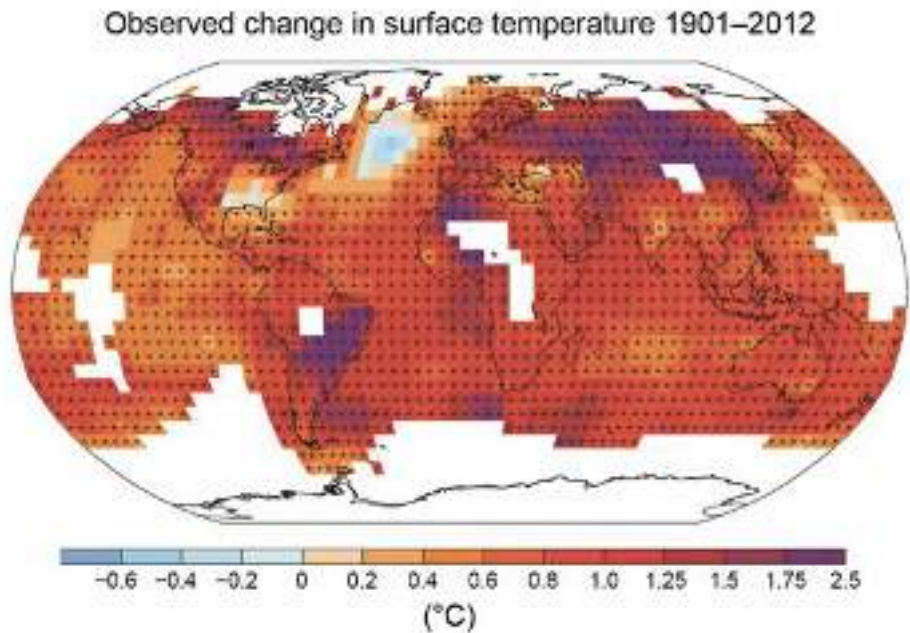 Observed change in surface temperature 1901–2012
−0.6 −0.4 −0.2 0 0.2 0.4 0.6 0.8 1.0 1.25 1.5 1.75 2.5
(°C)